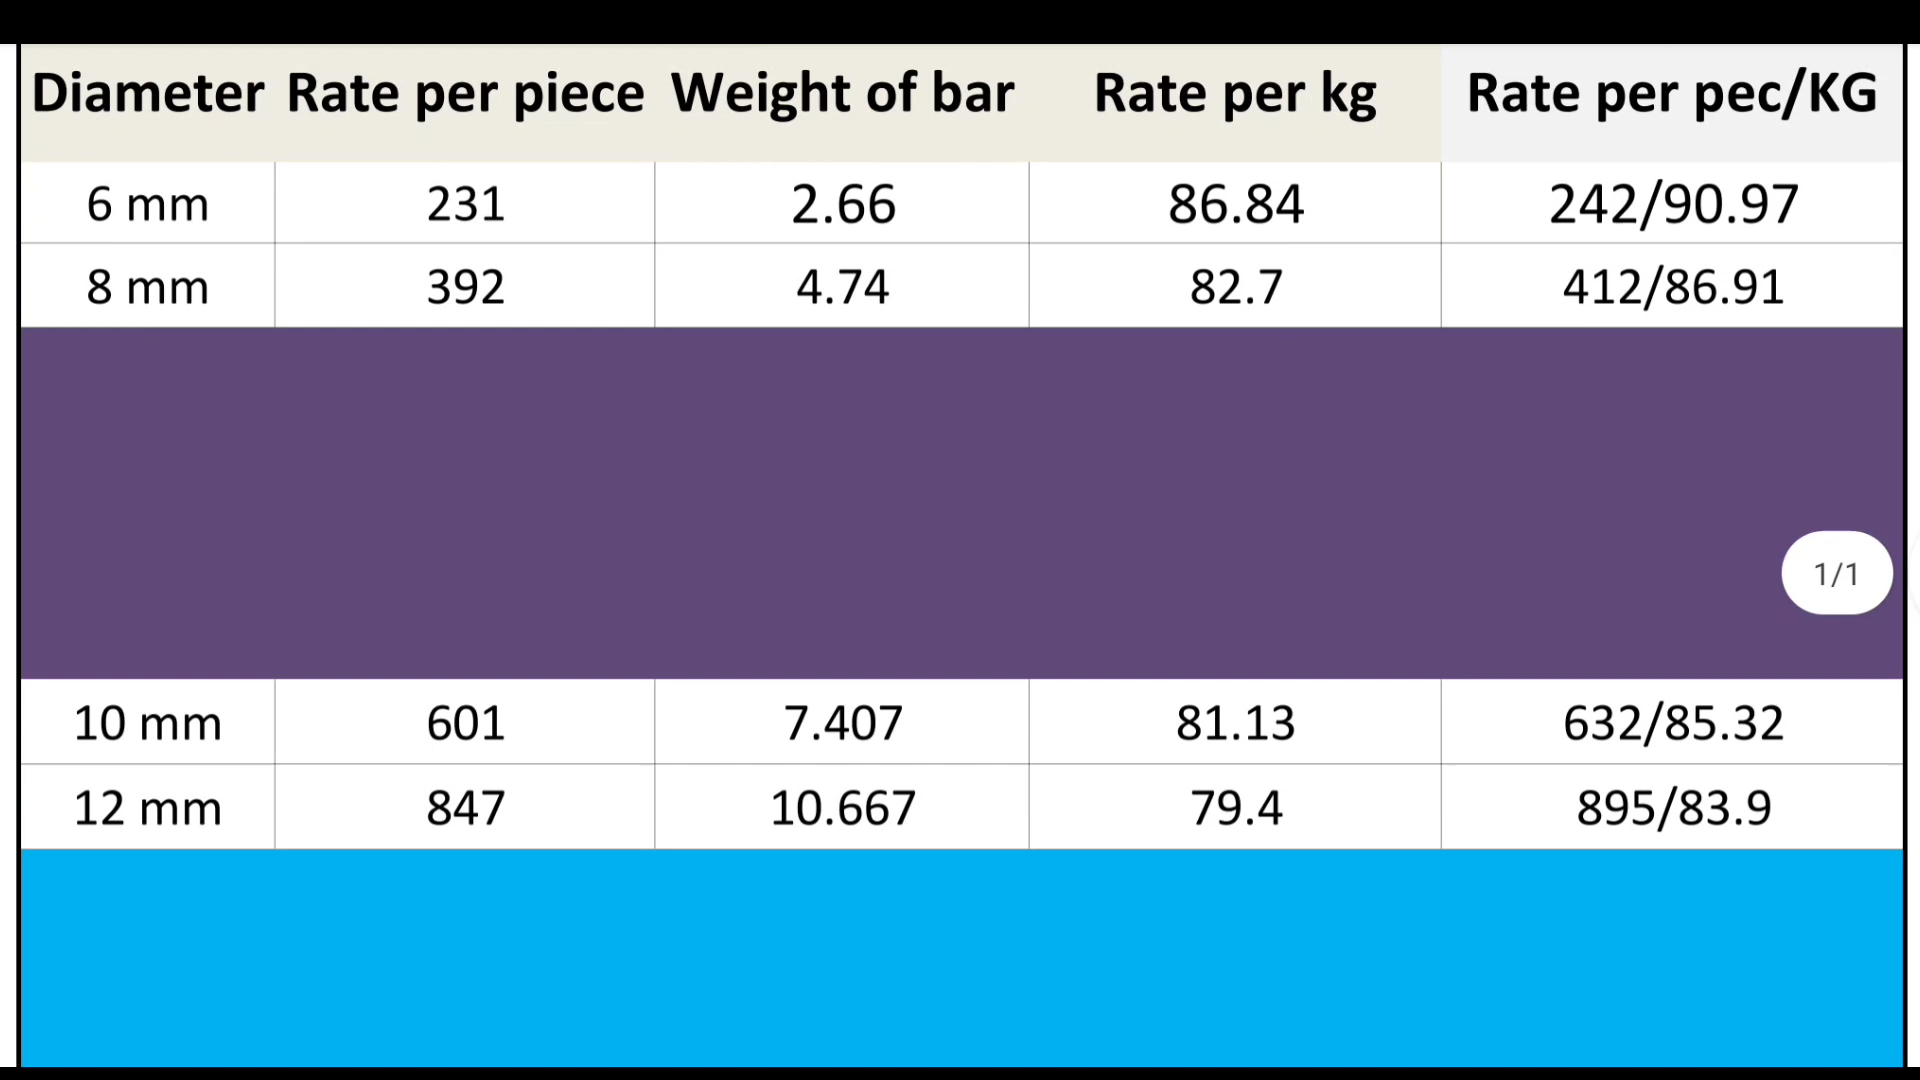 Diameter Rate per piece Weight of bar Rate per kg Rate per pec/KG
6 mm 231 2.66 86.84 242/90.97
8 mm 392 4.74 82.7 412/86.91
1/1
10 mm 601 7.407 81.13 632/85.32
12 mm 847 10.667 79.4 895/83.9